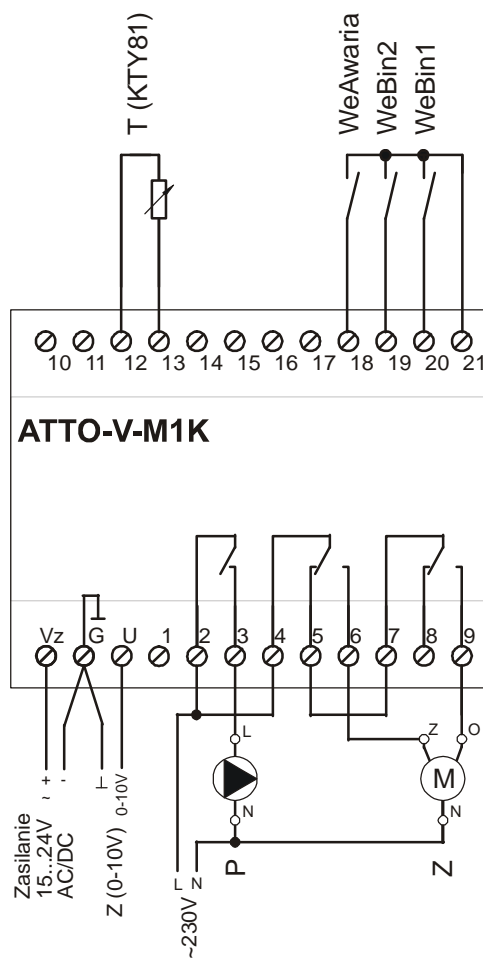 T (KTY81)
WeAwaria
WeBin2
WeBin1
10 11 12 13 14 15 16 17 18 19 20 21
ATTO-V-M1K
Vz G U 1 2 3 4 5 6 7 8 9
L
Z O
M
N
N
Zasilanie
15...24V ~ +
AC/DC -
Z (0-10V) ⊥
0-10V
L N
~230V
P
Z